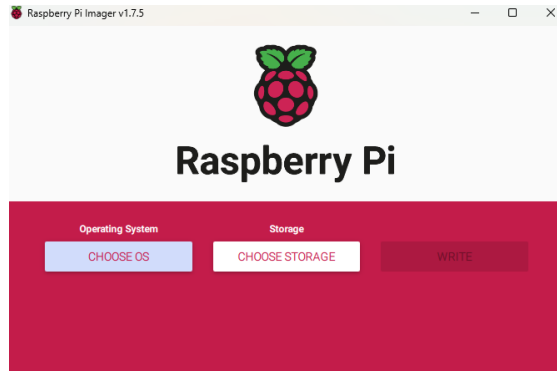 Raspberry Pi Imager v1.7.5
Raspberry Pi
Operating System
Storage
CHOOSE OS
CHOOSE STORAGE
WRITE